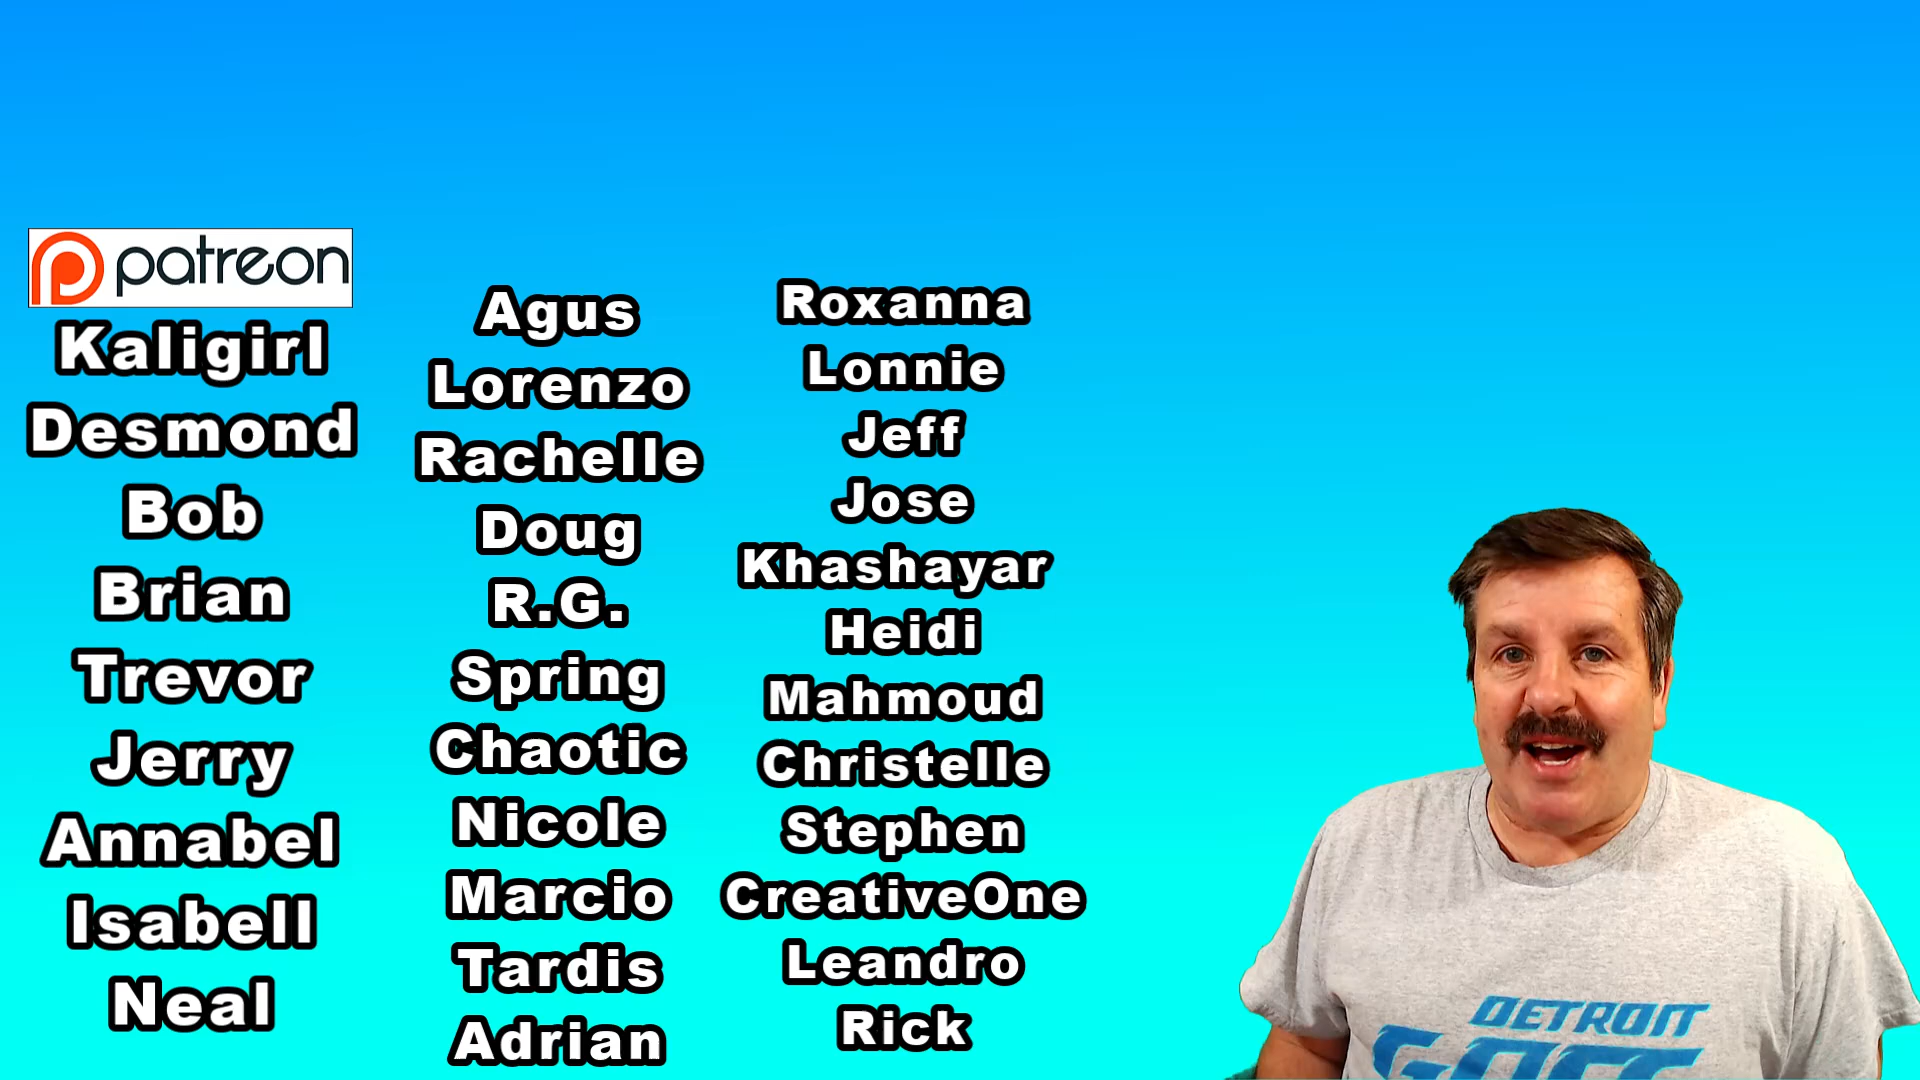 patreon
Kaligirl
Desmond
Bob
Brian
Trevor
Jerry
Annabel
Isabell
Neal
Agus
Lorenzo
Rachelle
Doug
R.G.
Spring
Chaotic
Nicole
Marcio
Tardis
Adrian
Roxanna
Lonnie
Jeff
Jose
Khashayar
Heidi
Mahmoud
Christelle
Stephen
CreativeOne
Leandro
Rick
DETROIT